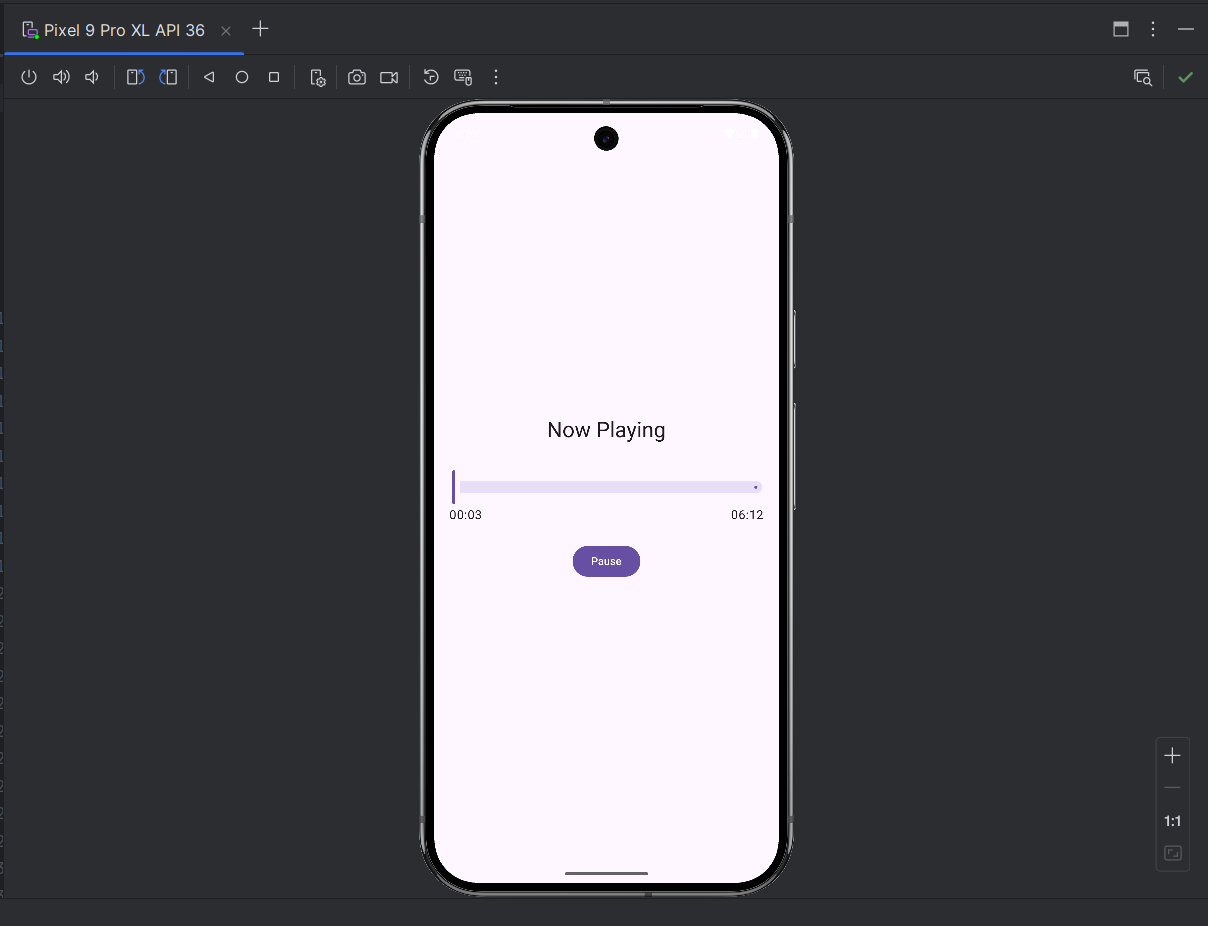 Pixel 9 Pro XL API 36
Now Playing
00:03
06:12
Pause
1:1